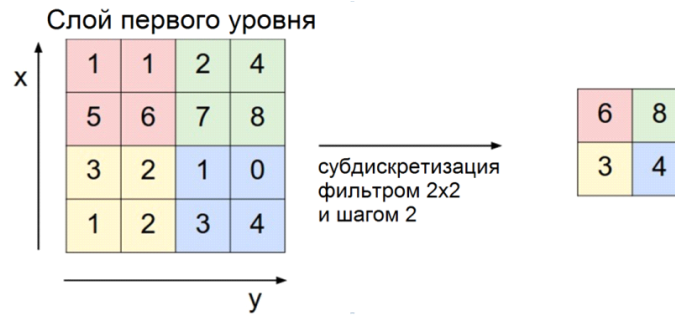 Слой первого уровня
x
1 1 2 4
5 6 7 8
3 2 1 0
1 2 3 4
y
субдискретизация
фильтром 2x2
и шагом 2
6 8
3 4